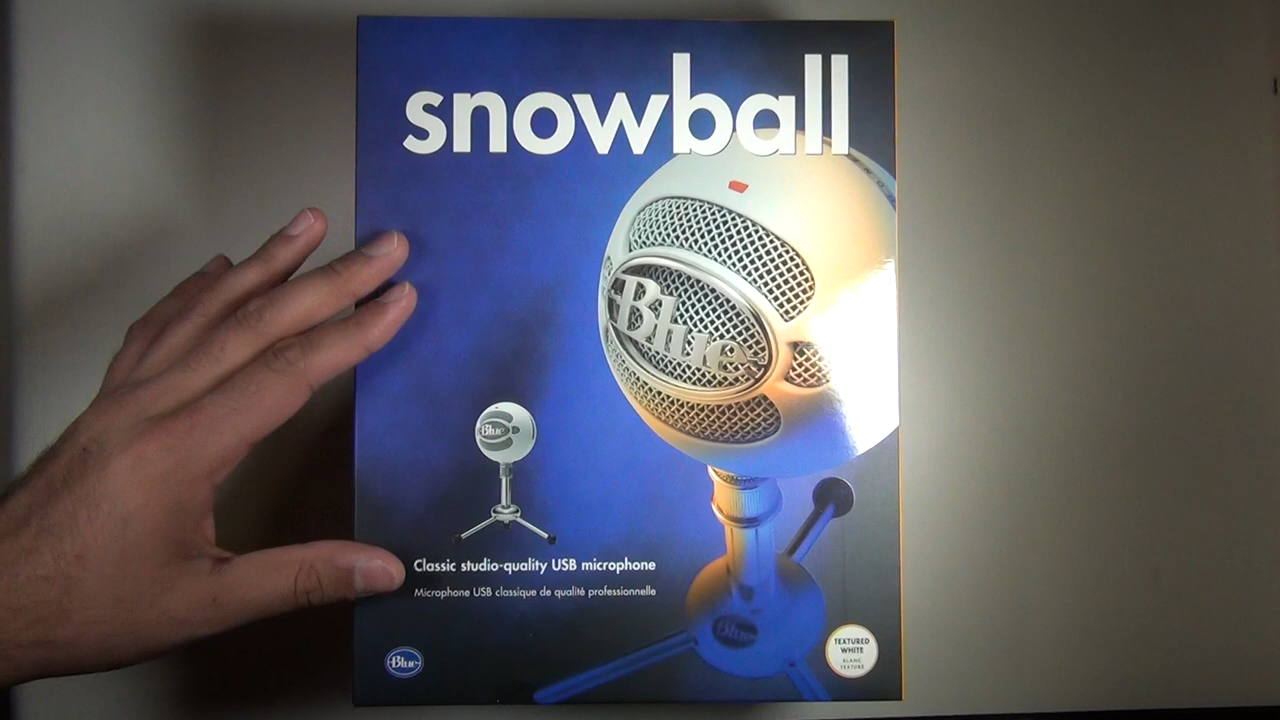 snowball
Blue
Blue
Classic studio-quality USB microphone
Microphone USB classique de qualité professionnelle
Blue
Blue
TEXTURED
WHITE
BLANC
TEXTURÉ